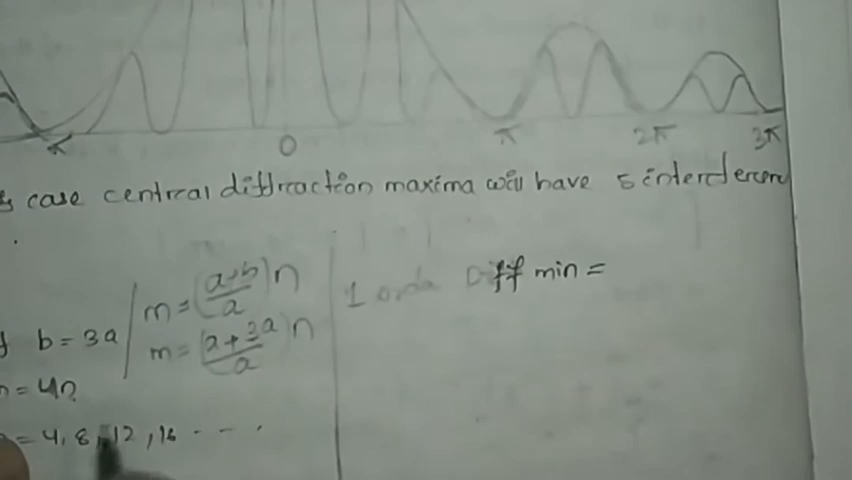 π 0 π 2π 3π
case central diffraction maxima will have 5 interference
m = (a+b/a) n
1 order Diff min =
b = 3a
m = (a+3a/a) n
= 4n
= 4, 8, 12, 16 - - - .